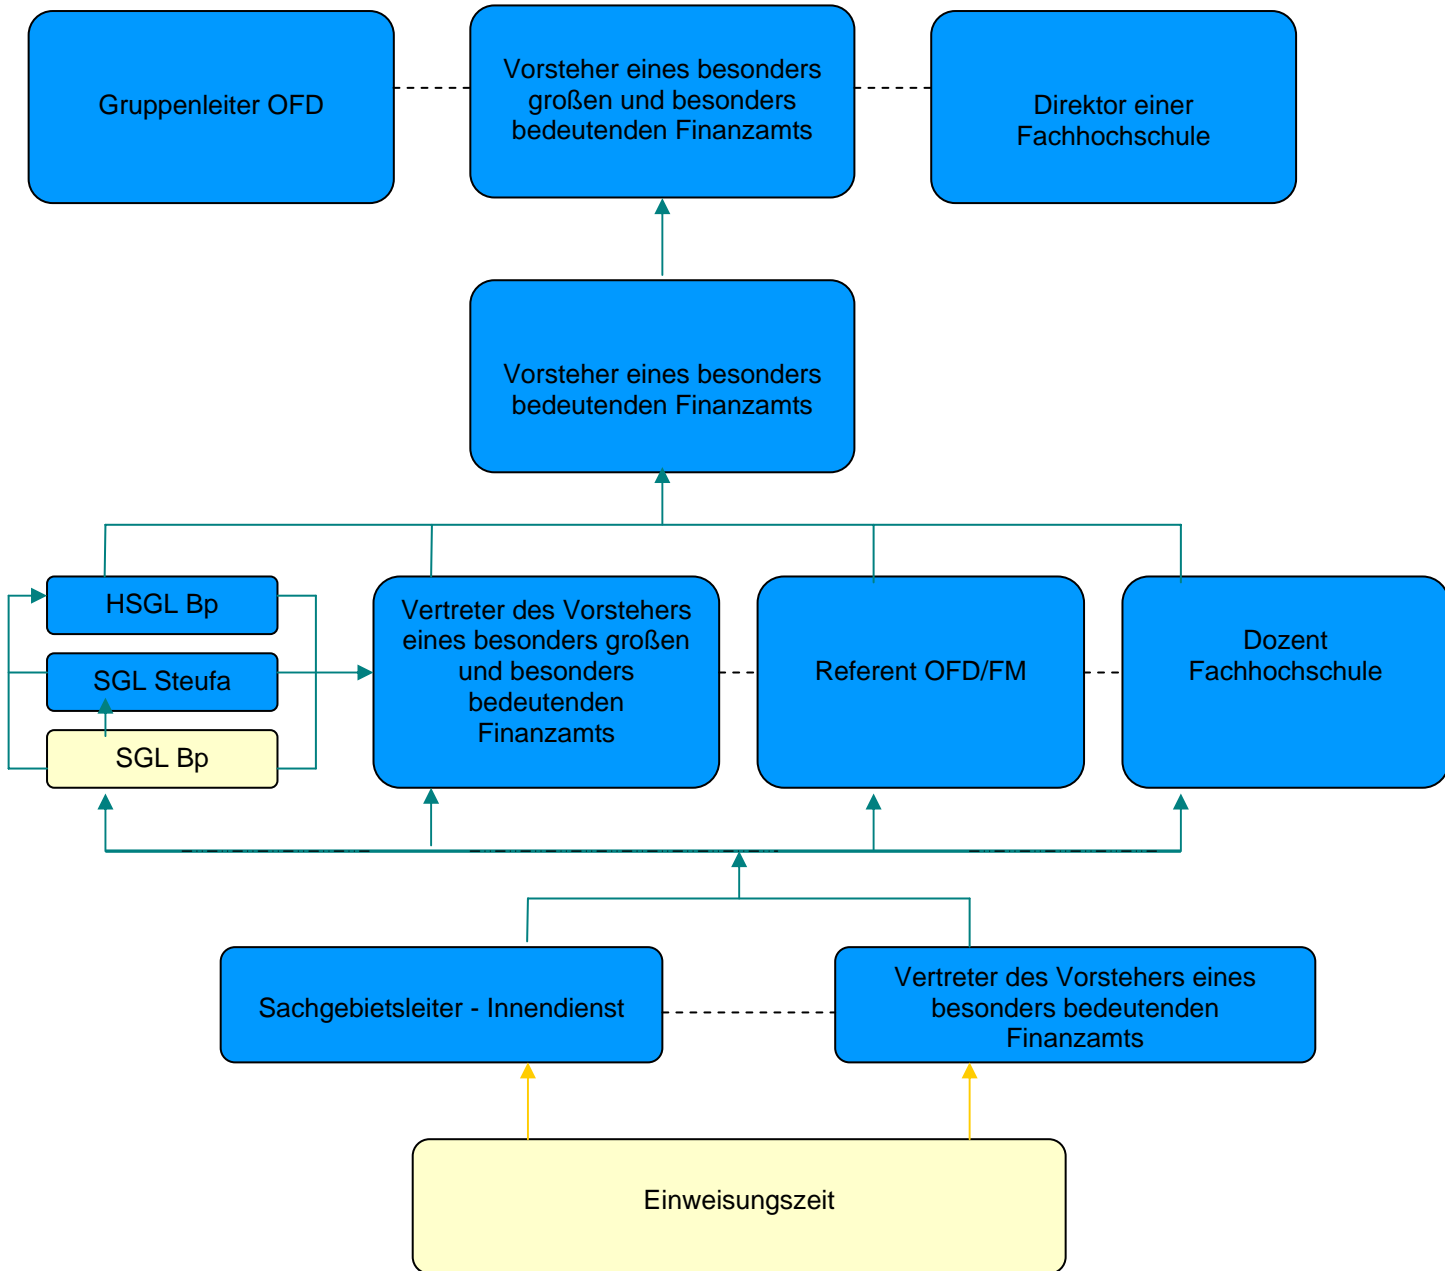 Gruppenleiter OFD
Vorsteher eines besonders
großen und besonders
bedeutenden Finanzamts
Direktor einer
Fachhochschule
Vorsteher eines besonders
bedeutenden Finanzamts
HSGL Bp
SGL Steufa
SGL Bp
Vertreter des Vorstehers
eines besonders großen
und besonders
bedeutenden
Finanzamts
Referent OFD/FM
Dozent
Fachhochschule
Sachgebietsleiter - Innendienst
Vertreter des Vorstehers eines
besonders bedeutenden
Finanzamts
Einweisungszeit